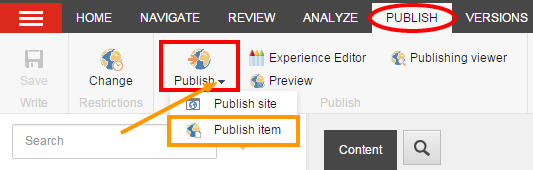 HOME NAVIGATE REVIEW ANALYZE PUBLISH VERSIONS
Save
Write
Change
Restrictions
Publish
Experience Editor
Preview
Publishing viewer
Publish
Publish site
Publish item
Search
Content